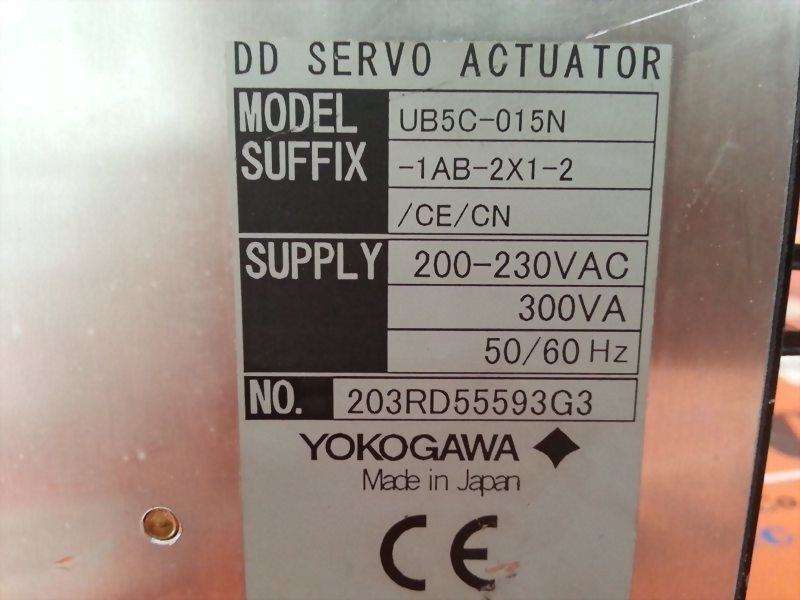 DD SERVO ACTUATOR
MODEL UB5C-015N
SUFFIX -1AB-2X1-2
/CE/CN
SUPPLY 200-230VAC
300VA
50/60 Hz
NO. 203RD55593G3
YOKOGAWA
Made in Japan
CE